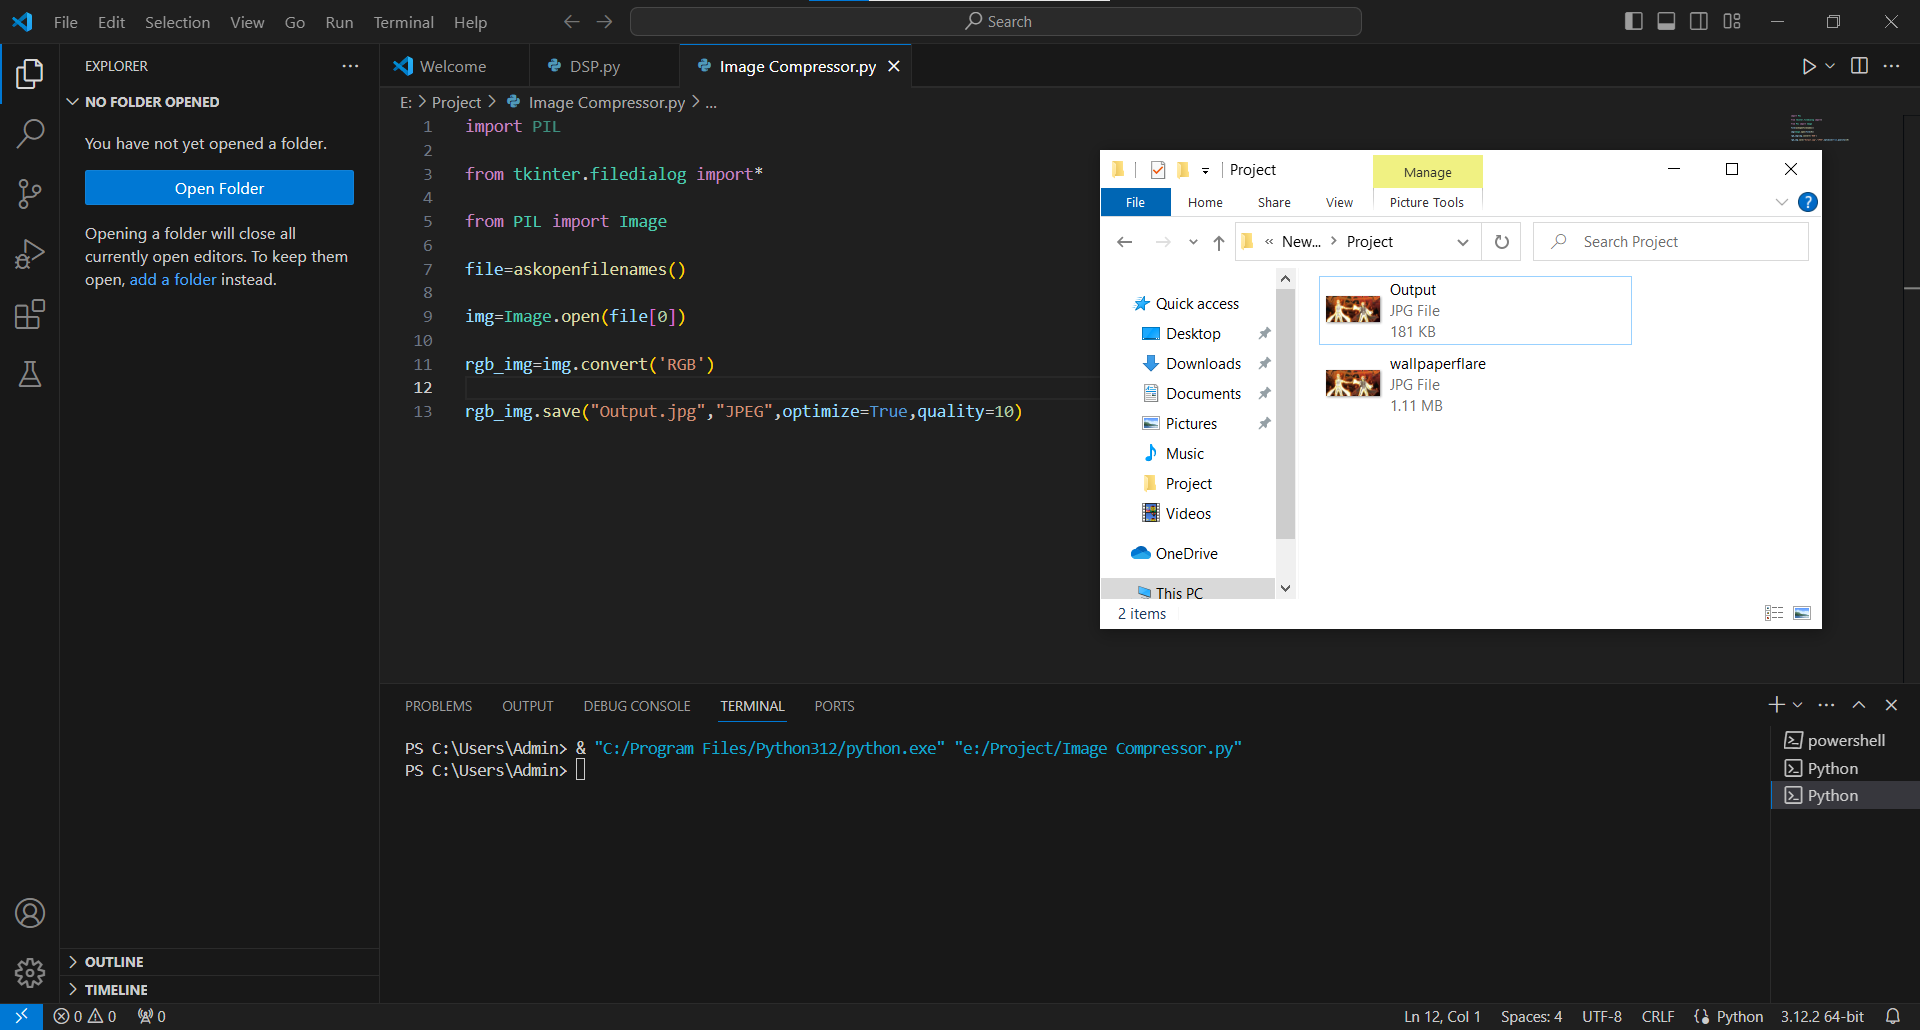 File Edit Selection View Go Run Terminal Help
Search
EXPLORER
NO FOLDER OPENED
You have not yet opened a folder.
Open Folder
Opening a folder will close all
currently open editors. To keep them
open, add a folder instead.
OUTLINE
TIMELINE
Welcome DSP.py Image Compressor.py
E: > Project > Image Compressor.py > ...
1 import PIL
2
3 from tkinter.filedialog import*
4
5 from PIL import Image
6
7 file=askopenfilenames()
8
9 img=Image.open(file[0])
10
11 rgb_img=img.convert('RGB')
12
13 rgb_img.save("Output.jpg","JPEG",optimize=True,quality=10)
Project
Manage
File Home Share View Picture Tools
« New... > Project
Search Project
Quick access
Desktop
Downloads
Documents
Pictures
Music
Project
Videos
OneDrive
This PC
Output
JPG File
181 KB
wallpaperflare
JPG File
1.11 MB
2 items
PROBLEMS OUTPUT DEBUG CONSOLE TERMINAL PORTS
PS C:\Users\Admin> & "C:/Program Files/Python312/python.exe" "e:/Project/Image Compressor.py"
PS C:\Users\Admin>
powershell
Python
Python
0 0 0
Ln 12, Col 1 Spaces: 4 UTF-8 CRLF Python 3.12.2 64-bit